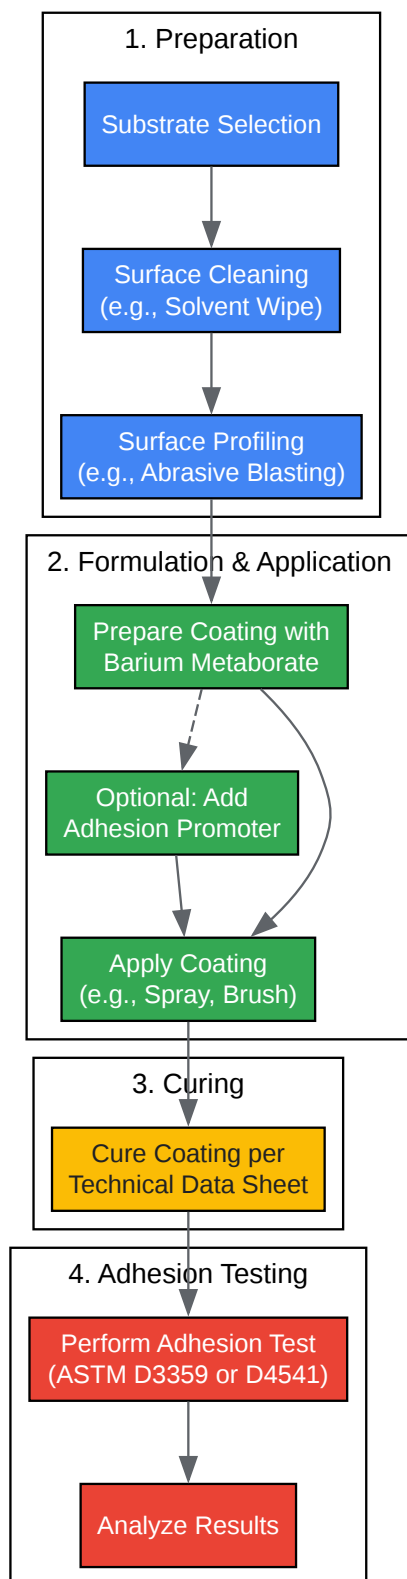 1. Preparation
Substrate Selection
Surface Cleaning
(e.g., Solvent Wipe)
Surface Profiling
(e.g., Abrasive Blasting)
2. Formulation & Application
Prepare Coating with
Barium Metaborate
Optional: Add
Adhesion Promoter
Apply Coating
(e.g., Spray, Brush)
3. Curing
Cure Coating per
Technical Data Sheet
4. Adhesion Testing
Perform Adhesion Test
(ASTM D3359 or D4541)
Analyze Results